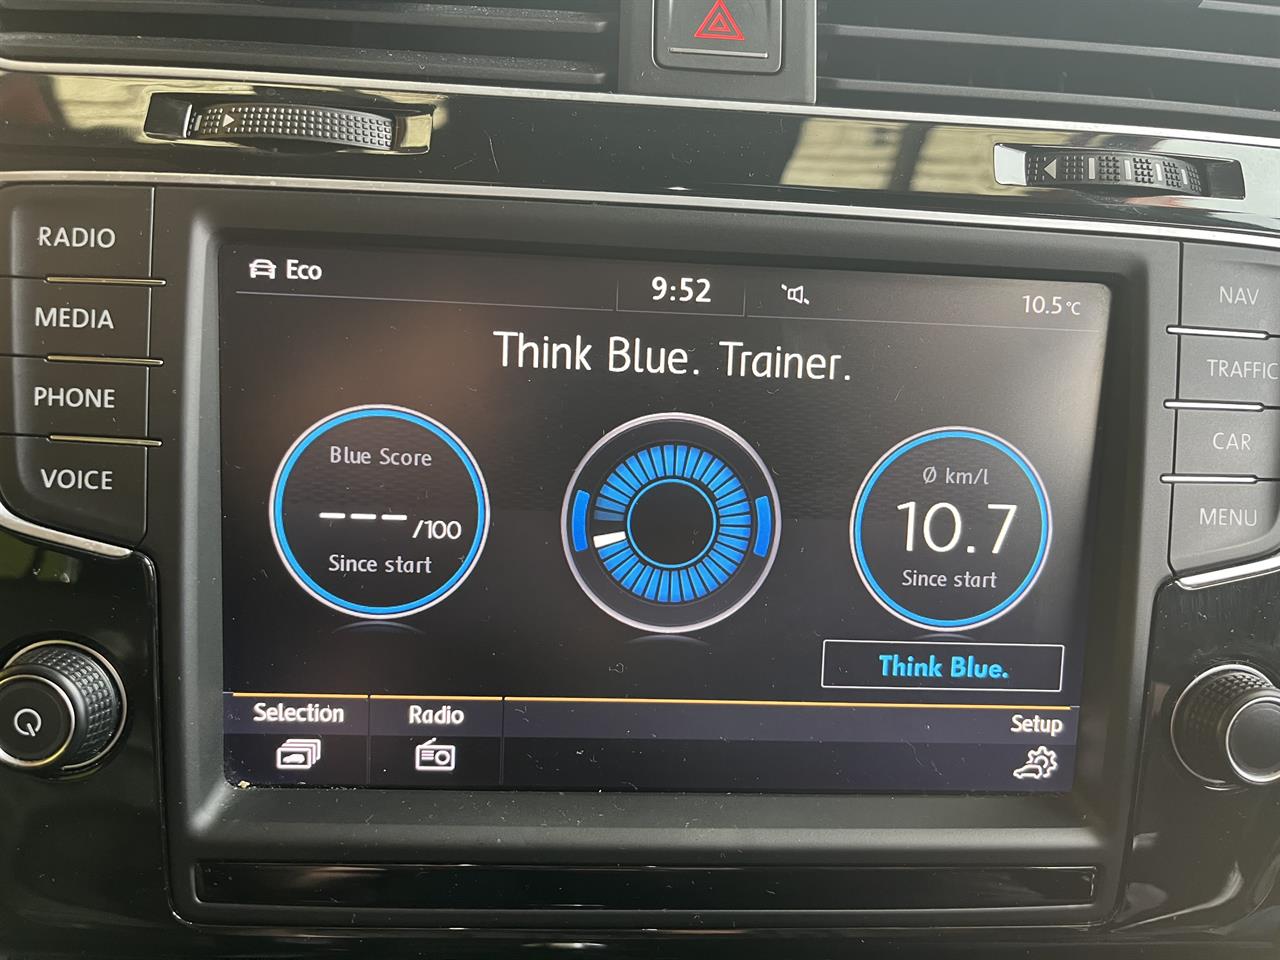 RADIO
MEDIA
PHONE
VOICE
Eco
9:52
10.5 °C
Think Blue. Trainer.
Blue Score
---/100
Since start
Ø km/l
10.7
Since start
Think Blue.
Selection
Radio
Setup
NAV
TRAFFIC
CAR
MENU